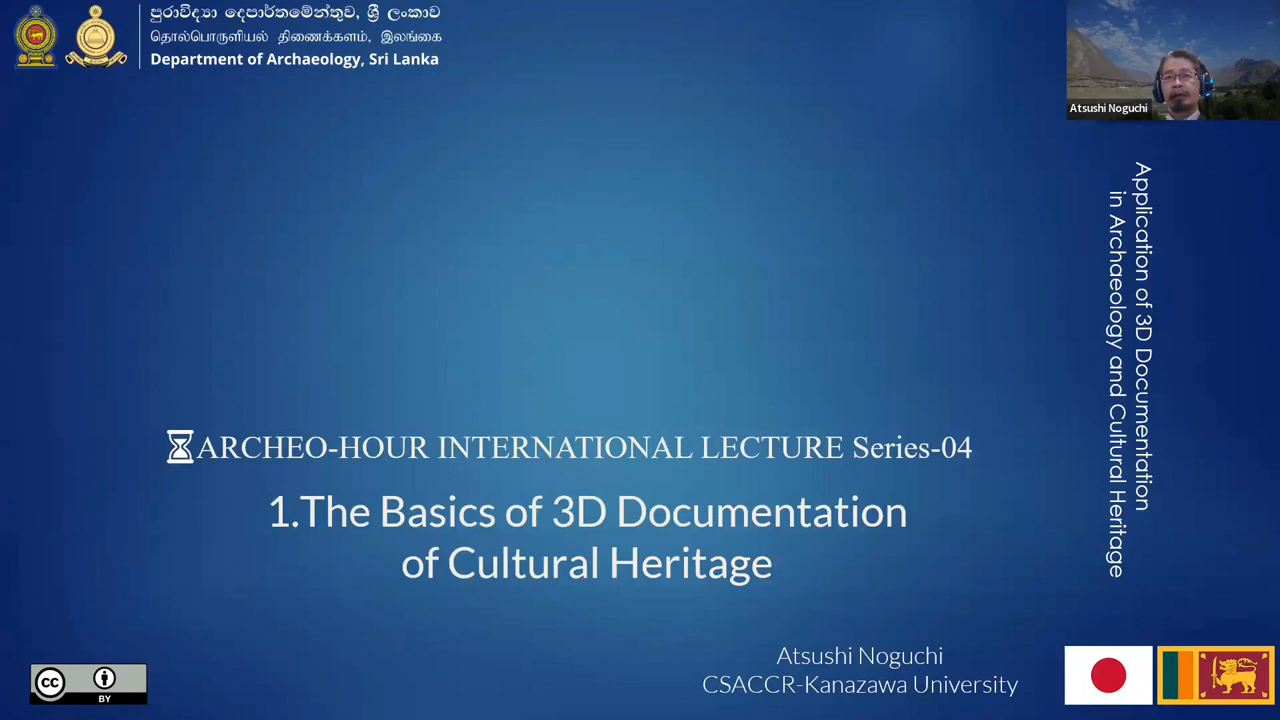 පුරාවිද්‍යා දෙපාර්තමේන්තුව, ශ්‍රී ලංකාව
தொல்பொருளியல் திணைக்களம், இலங்கை
Department of Archaeology, Sri Lanka
Atsushi Noguchi
Application of 3D Documentation
in Archaeology and Cultural Heritage
ARCHEO-HOUR INTERNATIONAL LECTURE Series-04
1.The Basics of 3D Documentation
of Cultural Heritage
Atsushi Noguchi
CSACCR-Kanazawa University
CC
BY